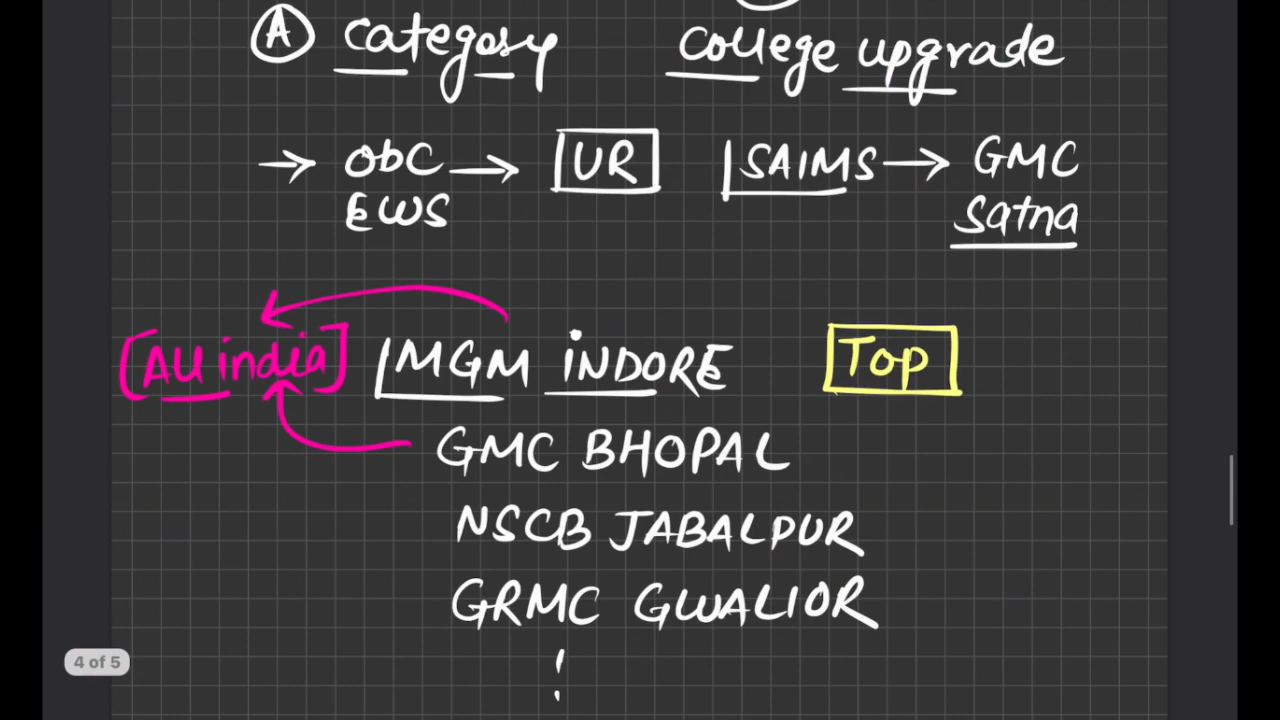 A category
college upgrade
→ ObC → UR
EWS
SAIMS → GMC
Satna
[All india] MGM iNDORE Top
GMC BHOPAL
NSCB JABALPUR
GRMC GWALIOR
4 of 5